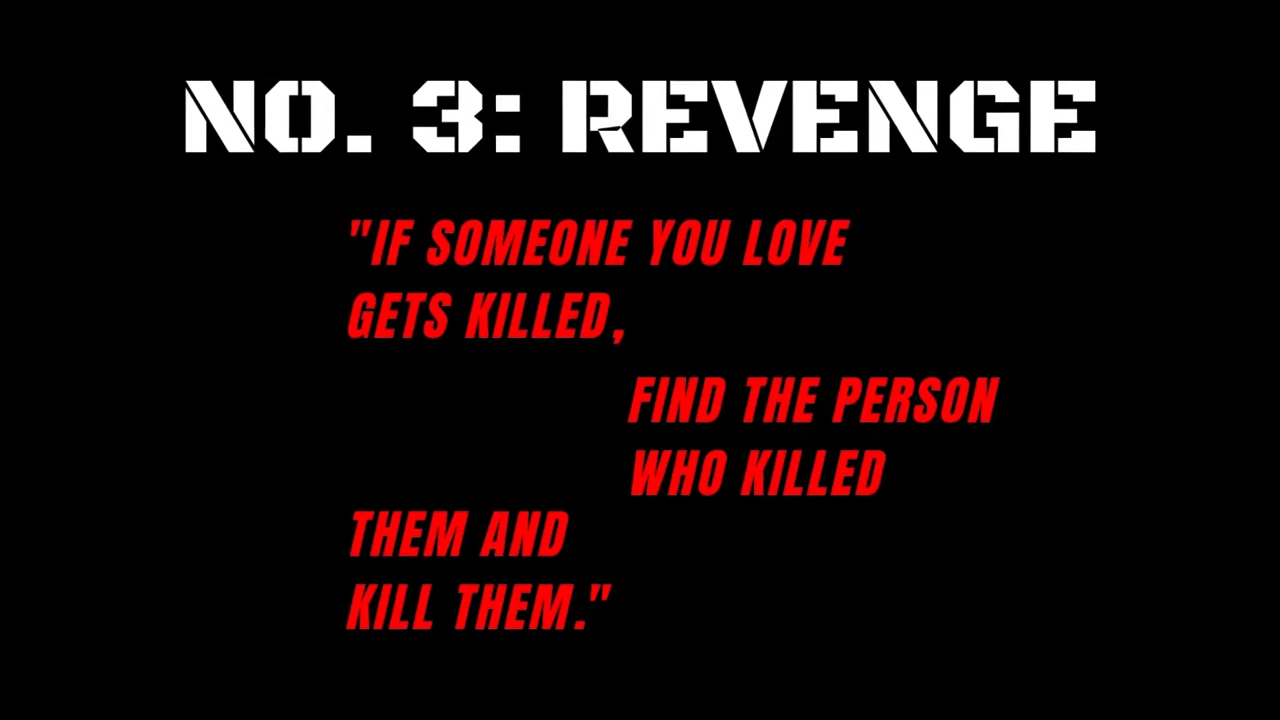 NO. 3: REVENGE
"IF SOMEONE YOU LOVE
GETS KILLED,
FIND THE PERSON
WHO KILLED
THEM AND
KILL THEM."